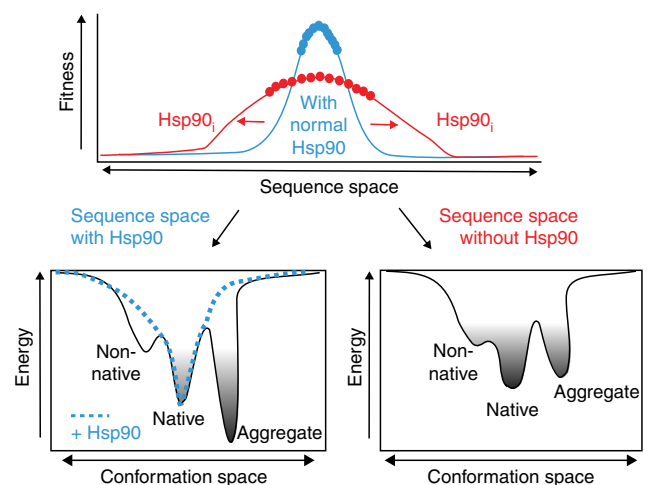 Fitness
Hsp90i
With
normal
Hsp90
Hsp90i
Sequence space
Sequence space
with Hsp90
Sequence space
without Hsp90
Energy
Non-
native
Native
Aggregate
+ Hsp90
Conformation space
Energy
Non-
native
Native
Aggregate
Conformation space